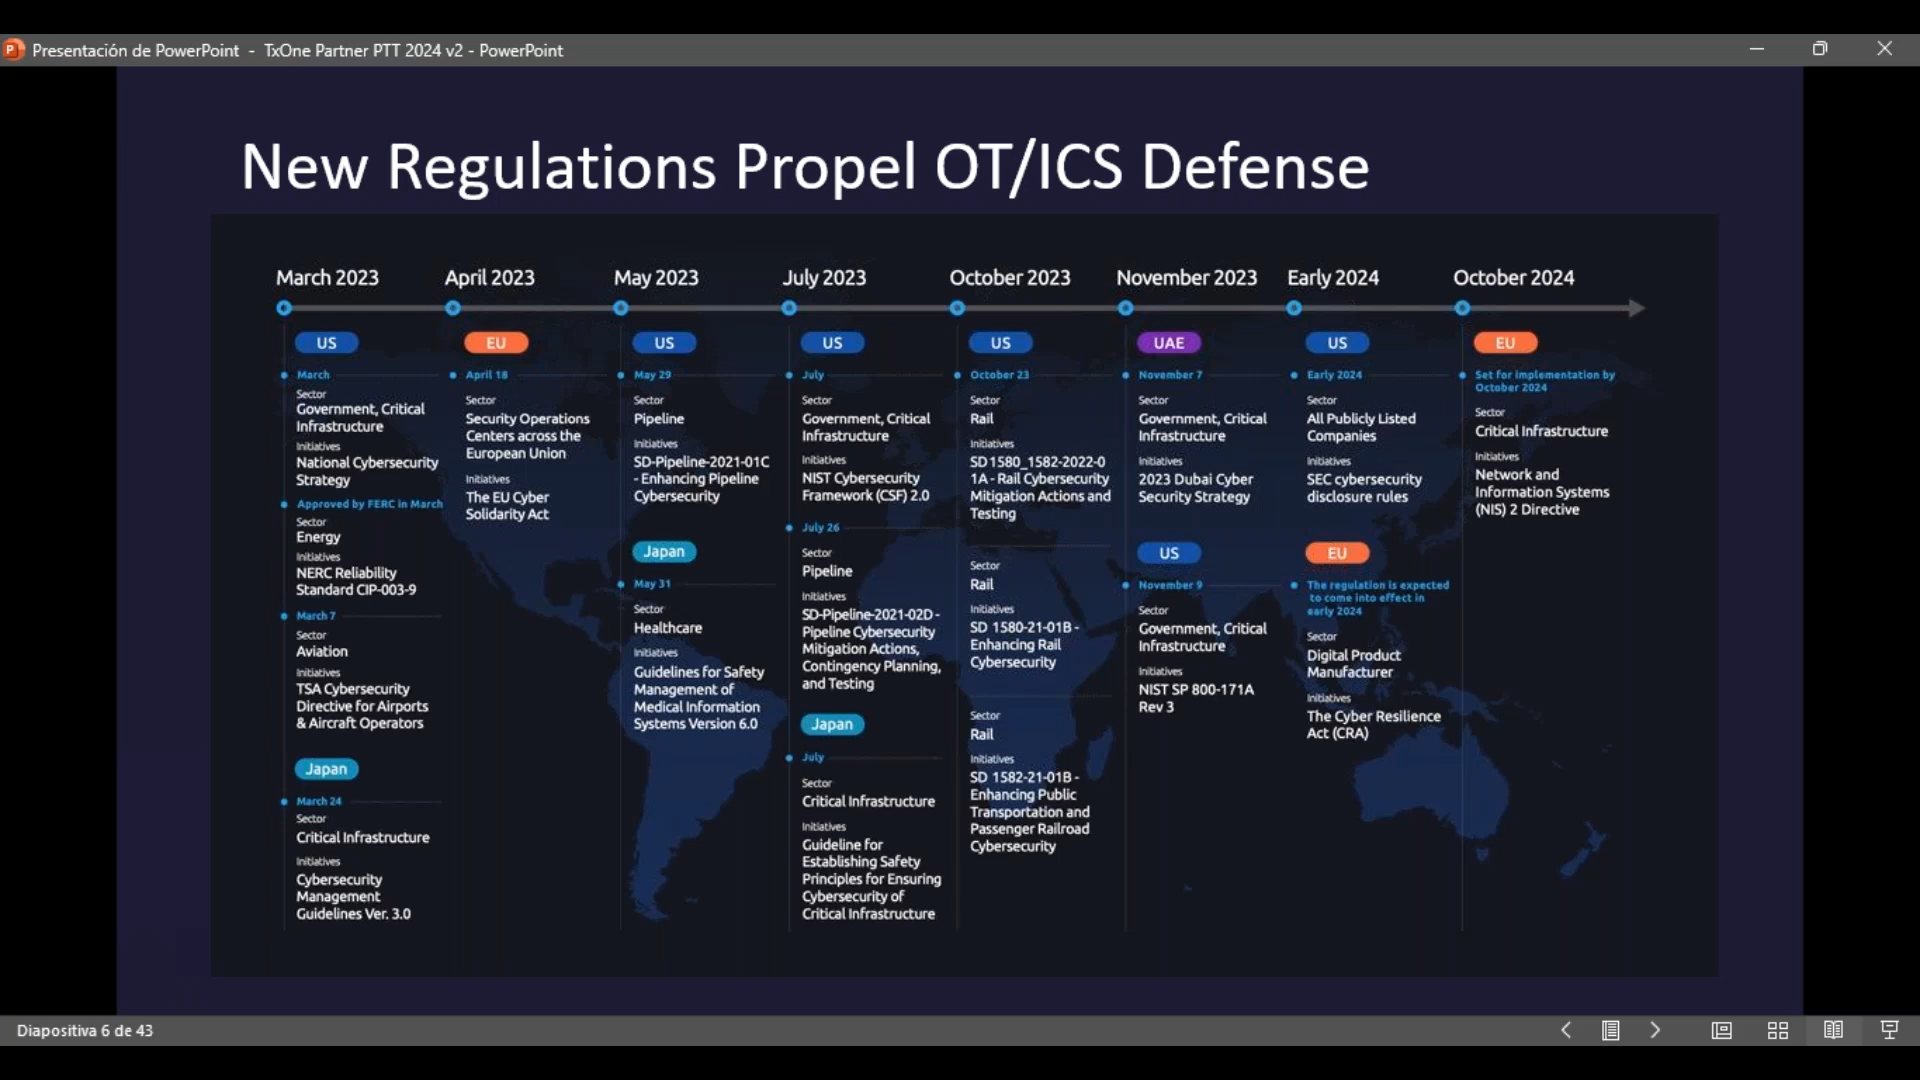 Presentación de PowerPoint - TxOne Partner PTT 2024 v2 - PowerPoint
New Regulations Propel OT/ICS Defense
March 2023
US
March
Sector
Government, Critical
Infrastructure
Initiatives
National Cybersecurity
Strategy
Approved by FERC in March
Sector
Energy
Initiatives
NERC Reliability
Standard CIP-003-9
March 7
Sector
Aviation
Initiatives
TSA Cybersecurity
Directive for Airports
& Aircraft Operators
Japan
March 24
Sector
Critical Infrastructure
Initiatives
Cybersecurity
Management
Guidelines Ver. 3.0
April 2023
EU
April 18
Sector
Security Operations
Centers across the
European Union
Initiatives
The EU Cyber
Solidarity Act
May 2023
US
May 29
Sector
Pipeline
Initiatives
SD-Pipeline-2021-01C
- Enhancing Pipeline
Cybersecurity
Japan
May 31
Sector
Healthcare
Initiatives
Guidelines for Safety
Management of
Medical Information
Systems Version 6.0
July 2023
US
July
Sector
Government, Critical
Infrastructure
Initiatives
NIST Cybersecurity
Framework (CSF) 2.0
July 26
Sector
Pipeline
Initiatives
SD-Pipeline-2021-02D -
Pipeline Cybersecurity
Mitigation Actions,
Contingency Planning,
and Testing
Japan
July
Sector
Critical Infrastructure
Initiatives
Guideline for
Establishing Safety
Principles for Ensuring
Cybersecurity of
Critical Infrastructure
October 2023
US
October 23
Sector
Rail
Initiatives
SD 1580_1582-2022-0
1A - Rail Cybersecurity
Mitigation Actions and
Testing
Sector
Rail
Initiatives
SD 1580-21-01B -
Enhancing Rail
Cybersecurity
Sector
Rail
Initiatives
SD 1582-21-01B -
Enhancing Public
Transportation and
Passenger Railroad
Cybersecurity
November 2023
UAE
November 7
Sector
Government, Critical
Infrastructure
Initiatives
2023 Dubai Cyber
Security Strategy
US
November 9
Sector
Government, Critical
Infrastructure
Initiatives
NIST SP 800-171A
Rev 3
Early 2024
US
Early 2024
Sector
All Publicly Listed
Companies
Initiatives
SEC cybersecurity
disclosure rules
EU
The regulation is expected
to come into effect in
early 2024
Sector
Digital Product
Manufacturer
Initiatives
The Cyber Resilience
Act (CRA)
October 2024
EU
Set for implementation by
October 2024
Sector
Critical Infrastructure
Initiatives
Network and
Information Systems
(NIS) 2 Directive
Diapositiva 6 de 43